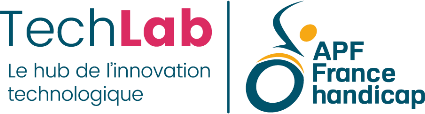 TechLab
Le hub de l'innovation
technologique
APF
France
handicap